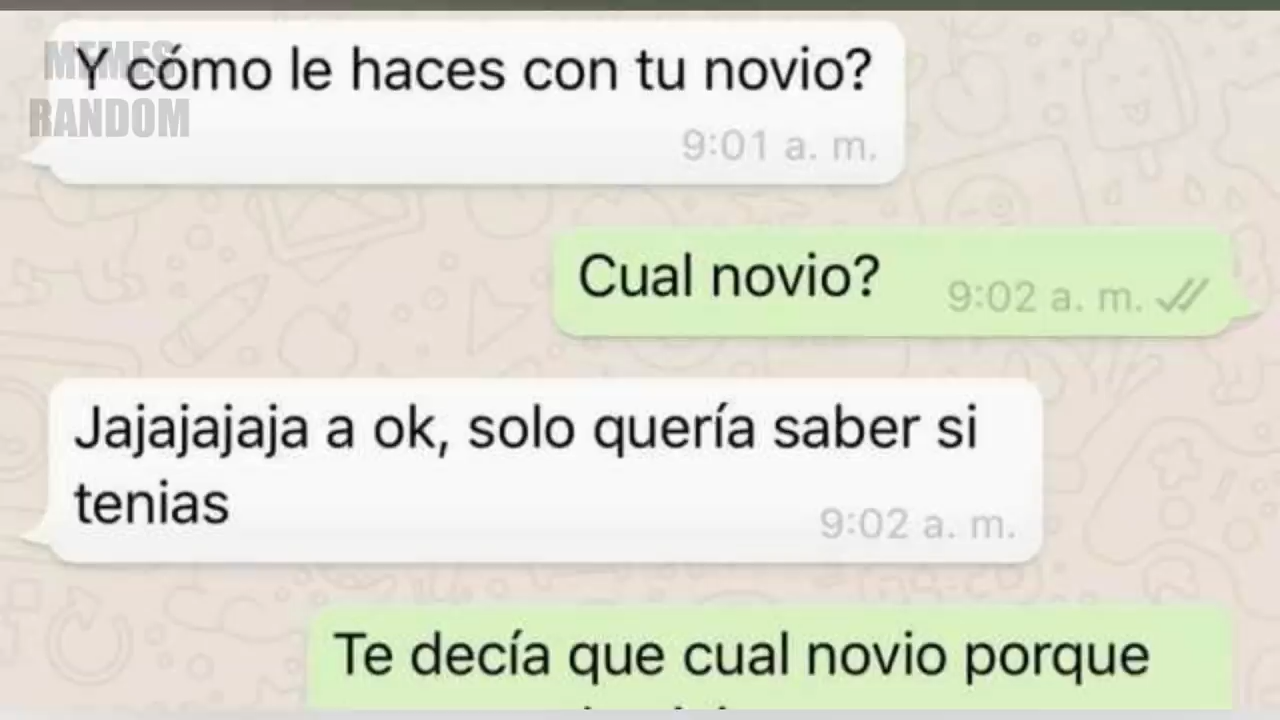 MEMES
RANDOM
Y cómo le haces con tu novio?
9:01 a. m.
Cual novio?
9:02 a. m.
Jajajajaja a ok, solo quería saber si
tenias
9:02 a. m.
Te decía que cual novio porque